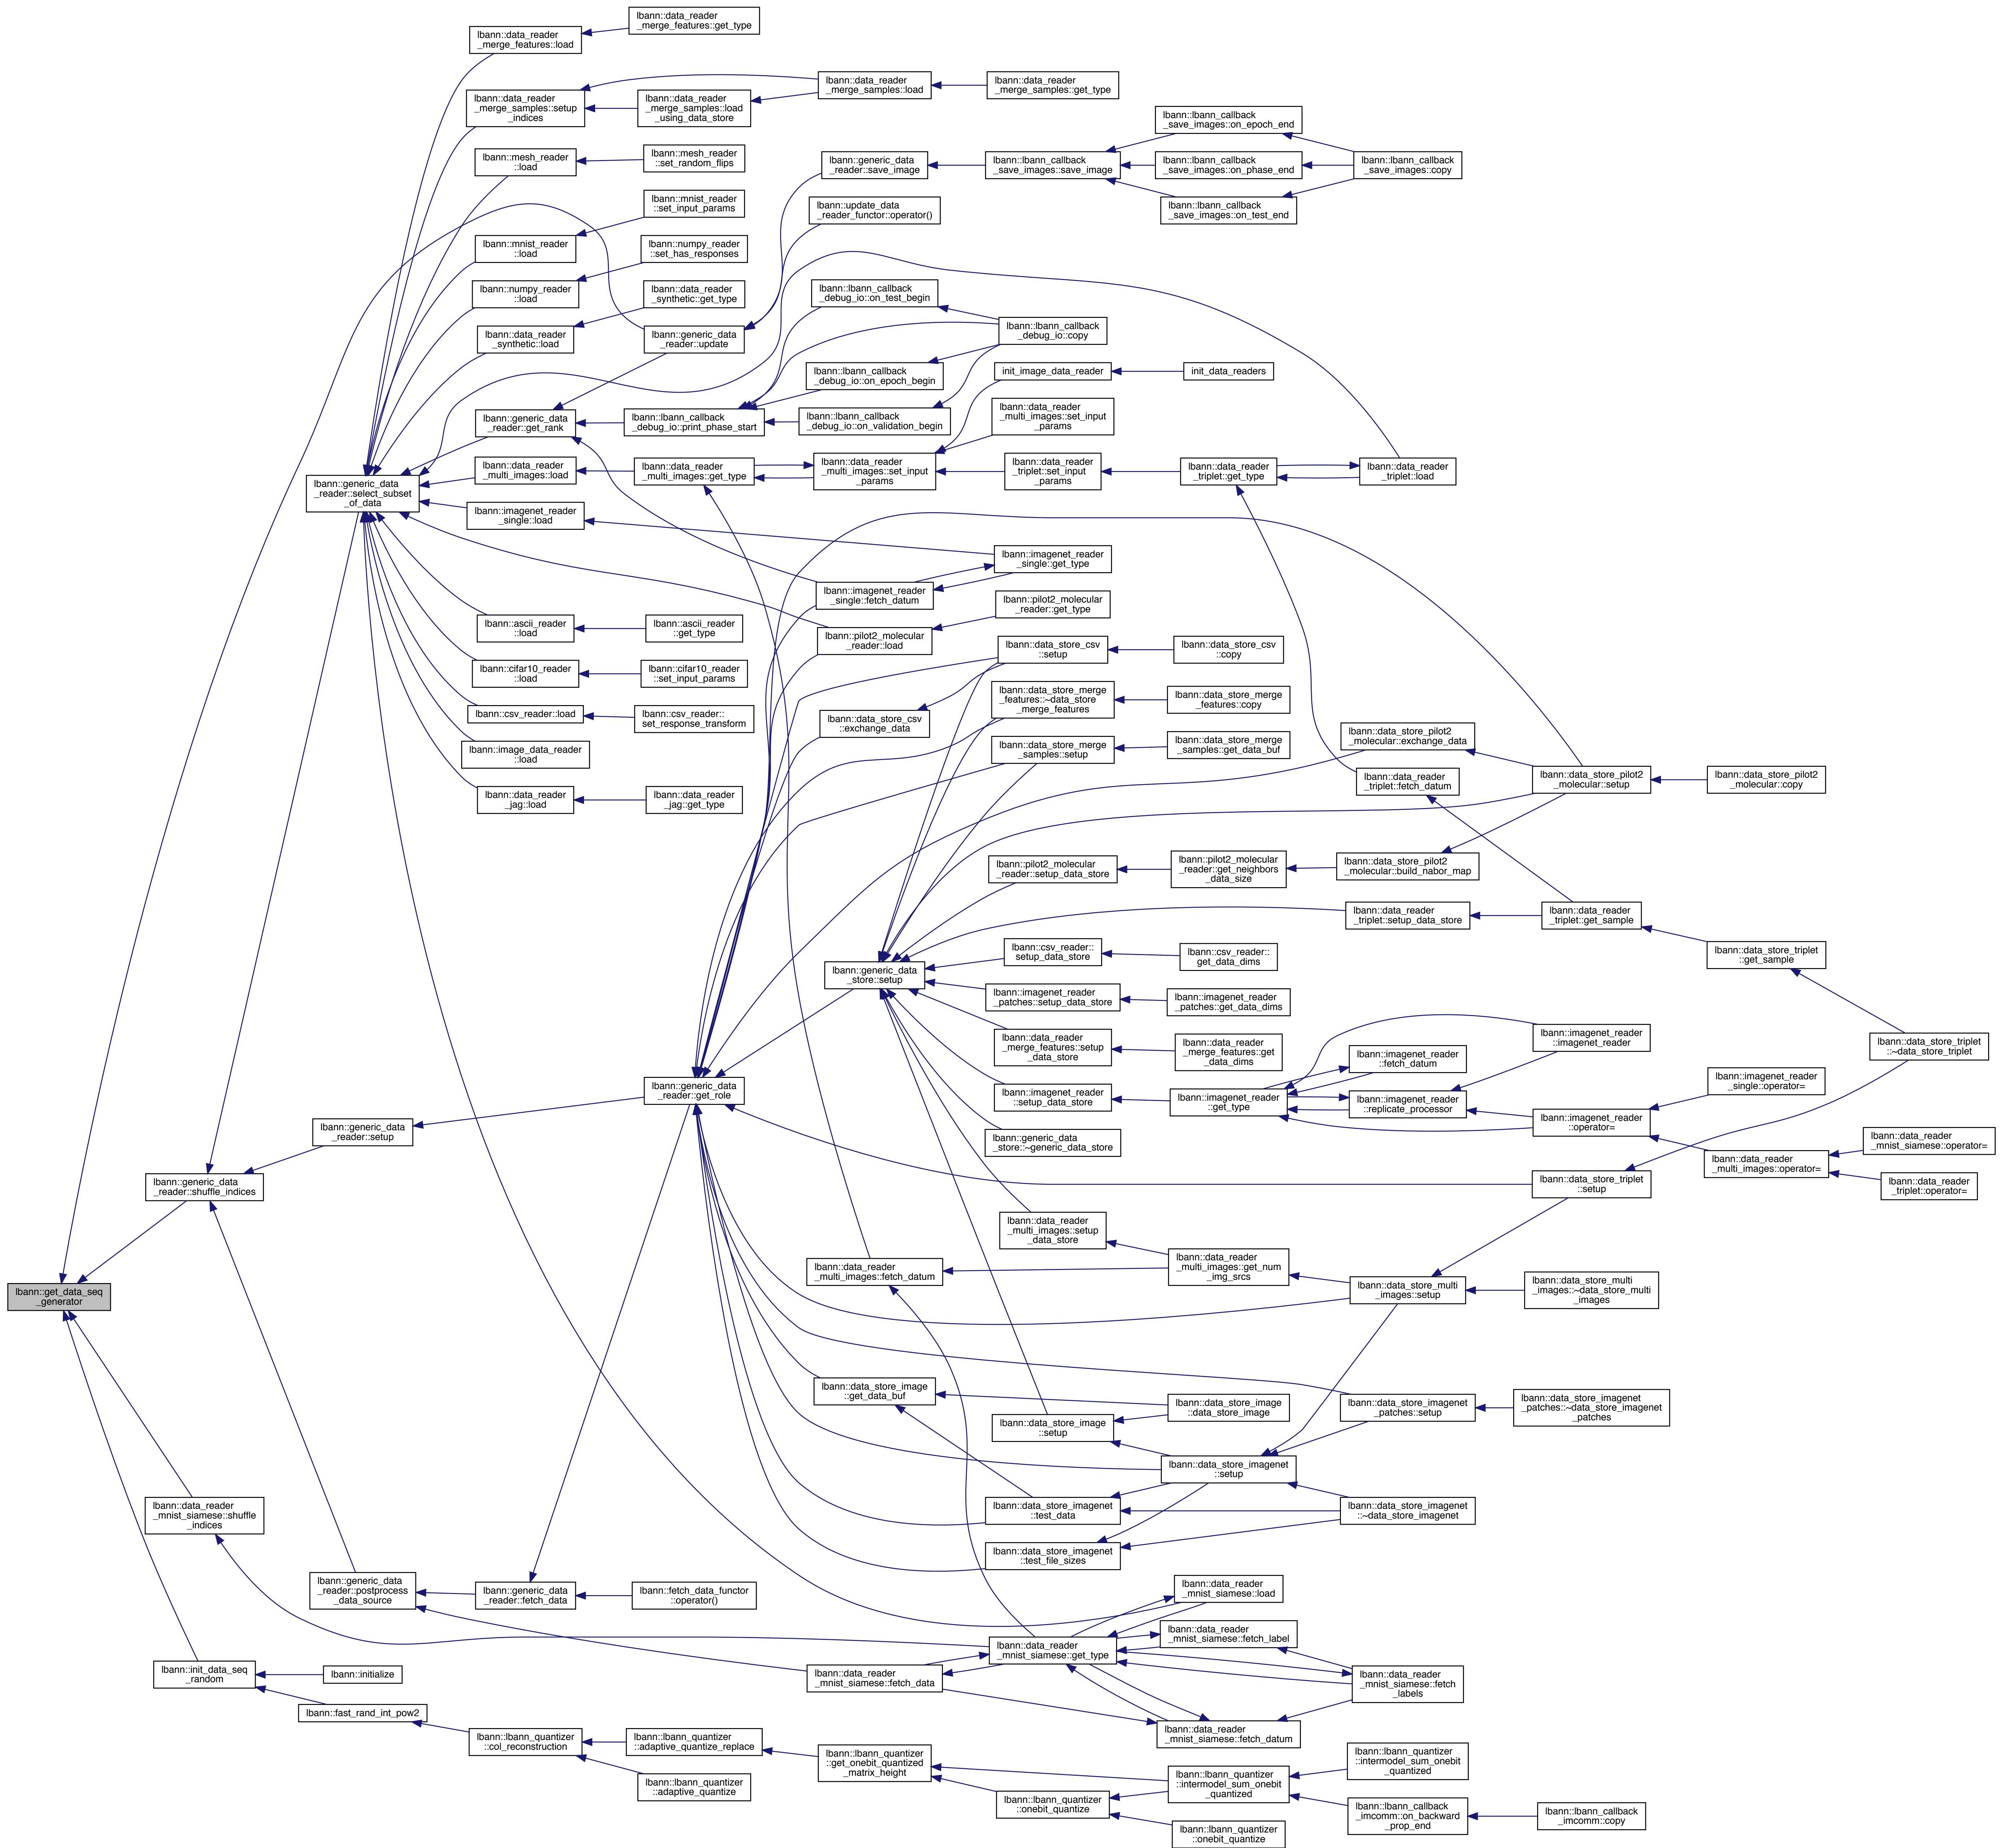 lbann::data_reader
_merge_features::get_type
lbann::data_reader
_merge_features::load
lbann::data_reader
_merge_samples::load
lbann::data_reader
_merge_samples::get_type
lbann::data_reader
_merge_samples::setup
_indices
lbann::data_reader
_merge_samples::load
_using_data_store
lbann::lbann_callback
_save_images::on_epoch_end
lbann::mesh_reader
::load
lbann::mesh_reader
::set_random_flips
lbann::generic_data
_reader::save_image
lbann::lbann_callback
_save_images::save_image
lbann::lbann_callback
_save_images::on_phase_end
lbann::lbann_callback
_save_images::copy
lbann::mnist_reader
::set_input_params
lbann::update_data
_reader_functor::operator()
lbann::lbann_callback
_save_images::on_test_end
lbann::mnist_reader
::load
lbann::numpy_reader
::set_has_responses
lbann::numpy_reader
::load
lbann::data_reader
_synthetic::get_type
lbann::lbann_callback
_debug_io::on_test_begin
lbann::data_reader
_synthetic::load
lbann::generic_data
_reader::update
lbann::lbann_callback
_debug_io::copy
lbann::lbann_callback
_debug_io::on_epoch_begin
init_image_data_reader
init_data_readers
lbann::generic_data
_reader::get_rank
lbann::lbann_callback
_debug_io::print_phase_start
lbann::lbann_callback
_debug_io::on_validation_begin
lbann::data_reader
_multi_images::set_input
_params
lbann::generic_data
_reader::select_subset
_of_data
lbann::data_reader
_multi_images::load
lbann::data_reader
_multi_images::get_type
lbann::data_reader
_multi_images::set_input
_params
lbann::data_reader
_triplet::set_input
_params
lbann::data_reader
_triplet::get_type
lbann::data_reader
_triplet::load
lbann::imagenet_reader
_single::load
lbann::imagenet_reader
_single::get_type
lbann::imagenet_reader
_single::fetch_datum
lbann::pilot2_molecular
_reader::get_type
lbann::ascii_reader
::load
lbann::ascii_reader
::get_type
lbann::pilot2_molecular
_reader::load
lbann::data_store_csv
::setup
lbann::data_store_csv
::copy
lbann::cifar10_reader
::load
lbann::cifar10_reader
::set_input_params
lbann::data_store_merge
_features::~data_store
_merge_features
lbann::data_store_merge
_features::copy
lbann::csv_reader::load
lbann::csv_reader::
set_response_transform
lbann::data_store_csv
::exchange_data
lbann::data_store_merge
_samples::setup
lbann::data_store_merge
_samples::get_data_buf
lbann::data_store_pilot2
_molecular::exchange_data
lbann::image_data_reader
::load
lbann::data_reader
_triplet::fetch_datum
lbann::data_store_pilot2
_molecular::setup
lbann::data_store_pilot2
_molecular::copy
lbann::data_reader
_jag::load
lbann::data_reader
_jag::get_type
lbann::pilot2_molecular
_reader::setup_data_store
lbann::pilot2_molecular
_reader::get_neighbors
_data_size
lbann::data_store_pilot2
_molecular::build_nabor_map
lbann::data_reader
_triplet::setup_data_store
lbann::data_reader
_triplet::get_sample
lbann::csv_reader::
setup_data_store
lbann::csv_reader::
get_data_dims
lbann::data_store_triplet
::get_sample
lbann::generic_data
_store::setup
lbann::imagenet_reader
_patches::setup_data_store
lbann::imagenet_reader
_patches::get_data_dims
lbann::data_reader
_merge_features::setup
_data_store
lbann::data_reader
_merge_features::get
_data_dims
lbann::imagenet_reader
::imagenet_reader
lbann::data_store_triplet
::~data_store_triplet
lbann::imagenet_reader
::fetch_datum
lbann::generic_data
_reader::get_role
lbann::imagenet_reader
::setup_data_store
lbann::imagenet_reader
::get_type
lbann::imagenet_reader
::replicate_processor
lbann::imagenet_reader
_single::operator=
lbann::imagenet_reader
::operator=
lbann::generic_data
_reader::setup
lbann::generic_data
_store::~generic_data_store
lbann::data_reader
_multi_images::operator=
lbann::data_reader
_mnist_siamese::operator=
lbann::data_reader
_triplet::operator=
lbann::generic_data
_reader::shuffle_indices
lbann::data_store_triplet
::setup
lbann::data_reader
_multi_images::setup
_data_store
lbann::data_reader
_multi_images::fetch_datum
lbann::data_reader
_multi_images::get_num
_img_srcs
lbann::get_data_seq
_generator
lbann::data_store_multi
_images::setup
lbann::data_store_multi
_images::~data_store_multi
_images
lbann::data_store_image
::get_data_buf
lbann::data_store_image
::data_store_image
lbann::data_store_imagenet
_patches::setup
lbann::data_store_imagenet
_patches::~data_store_imagenet
_patches
lbann::data_store_image
::setup
lbann::data_store_imagenet
::setup
lbann::data_reader
_mnist_siamese::shuffle
_indices
lbann::data_store_imagenet
::test_data
lbann::data_store_imagenet
::~data_store_imagenet
lbann::data_store_imagenet
::test_file_sizes
lbann::generic_data
_reader::postprocess
_data_source
lbann::generic_data
_reader::fetch_data
lbann::fetch_data_functor
::operator()
lbann::data_reader
_mnist_siamese::load
lbann::data_reader
_mnist_siamese::fetch_label
lbann::data_reader
_mnist_siamese::get_type
lbann::init_data_seq
_random
lbann::initialize
lbann::data_reader
_mnist_siamese::fetch_data
lbann::data_reader
_mnist_siamese::fetch
_labels
lbann::fast_rand_int_pow2
lbann::data_reader
_mnist_siamese::fetch_datum
lbann::lbann_quantizer
::col_reconstruction
lbann::lbann_quantizer
::adaptive_quantize_replace
lbann::lbann_quantizer
::get_onebit_quantized
_matrix_height
lbann::lbann_quantizer
::intermodel_sum_onebit
_quantized
lbann::lbann_quantizer
::adaptive_quantize
lbann::lbann_quantizer
::intermodel_sum_onebit
_quantized
lbann::lbann_quantizer
::onebit_quantize
lbann::lbann_callback
_imcomm::on_backward
_prop_end
lbann::lbann_callback
_imcomm::copy
lbann::lbann_quantizer
::onebit_quantize